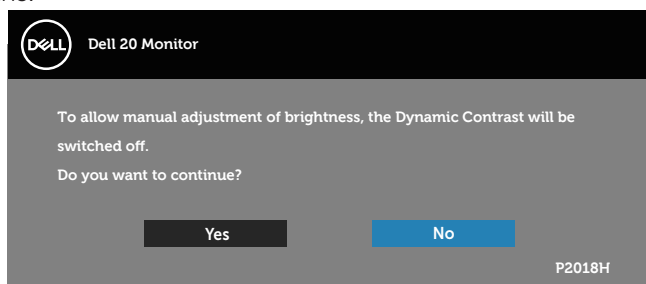 DELL
Dell 20 Monitor
To allow manual adjustment of brightness, the Dynamic Contrast will be
switched off.
Do you want to continue?
Yes
No
P2018H